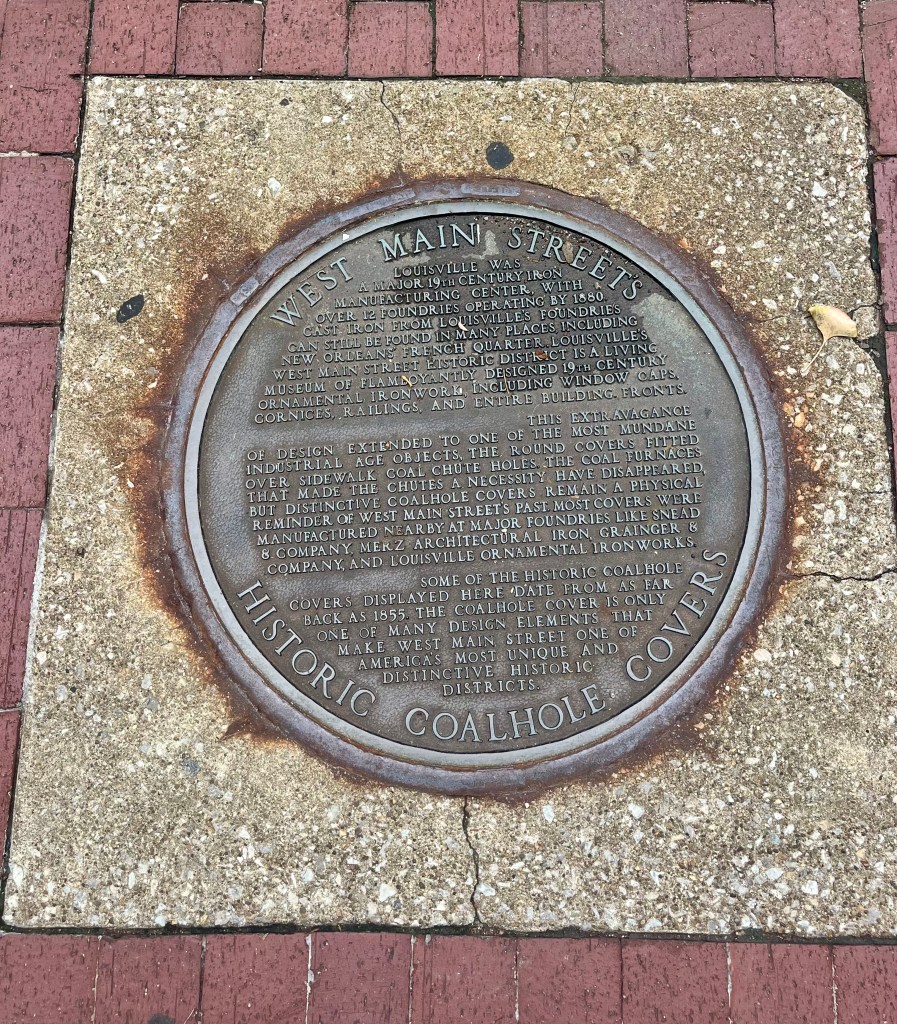 WEST MAIN STREET'S
LOUISVILLE WAS
A MAJOR 19TH CENTURY IRON
MANUFACTURING CENTER, WITH
OVER 12 FOUNDRIES OPERATING BY 1880.
CAST IRON FROM LOUISVILLE'S FOUNDRIES
CAN STILL BE FOUND IN MANY PLACES, INCLUDING
NEW ORLEANS' FRENCH QUARTER. LOUISVILLE'S
WEST MAIN STREET HISTORIC DISTRICT IS A LIVING
MUSEUM OF FLAMBOYANTLY DESIGNED 19TH CENTURY
ORNAMENTAL IRONWORK, INCLUDING WINDOW CAPS,
CORNICES, RAILINGS, AND ENTIRE BUILDING FRONTS.
THIS EXTRAVAGANCE
OF DESIGN EXTENDED TO ONE OF THE MOST MUNDANE
INDUSTRIAL AGE OBJECTS, THE ROUND COVERS FITTED
OVER SIDEWALK COAL CHUTE HOLES. THE COAL FURNACES
THAT MADE THE CHUTES A NECESSITY HAVE DISAPPEARED,
BUT DISTINCTIVE COALHOLE COVERS REMAIN A PHYSICAL
REMINDER OF WEST MAIN STREET'S PAST. MOST COVERS WERE
MANUFACTURED NEARBY AT MAJOR FOUNDRIES LIKE SNEAD
& COMPANY, MERZ ARCHITECTURAL IRON, GRAINGER &
COMPANY, AND LOUISVILLE ORNAMENTAL IRONWORKS.
SOME OF THE HISTORIC COALHOLE
COVERS DISPLAYED HERE DATE FROM AS FAR
BACK AS 1855. THE COALHOLE COVER IS ONLY
ONE OF MANY DESIGN ELEMENTS THAT
MAKE WEST MAIN STREET ONE OF
AMERICA'S MOST UNIQUE AND
DISTINCTIVE HISTORIC
DISTRICTS.
HISTORIC COALHOLE COVERS